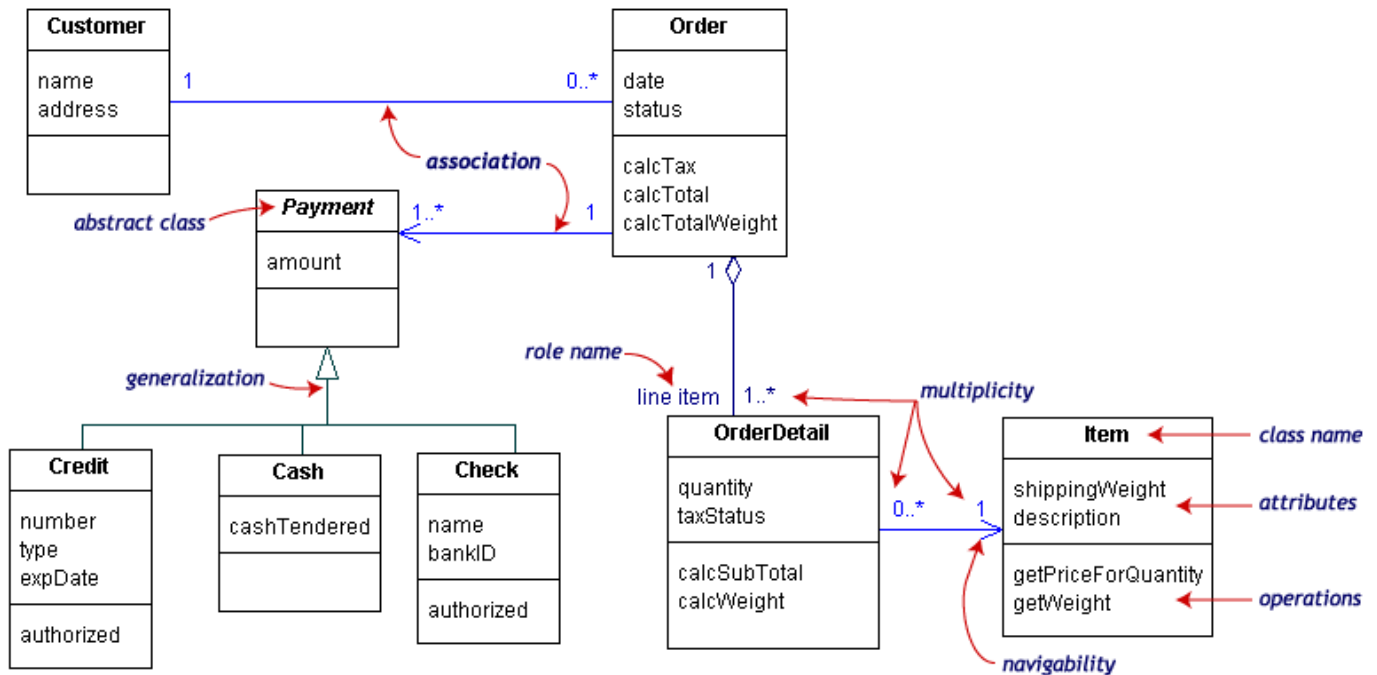 Customer
name
address
1
0..*
Order
date
status
calcTax
calcTotal
calcTotalWeight
association
abstract class
Payment
amount
1..*
1
1
generalization
role name
line item
1..*
multiplicity
Credit
number
type
expDate
authorized
Cash
cashTendered
Check
name
bankID
authorized
OrderDetail
quantity
taxStatus
calcSubTotal
calcWeight
0..*
1
Item
shippingWeight
description
getPriceForQuantity
getWeight
class name
attributes
operations
navigability